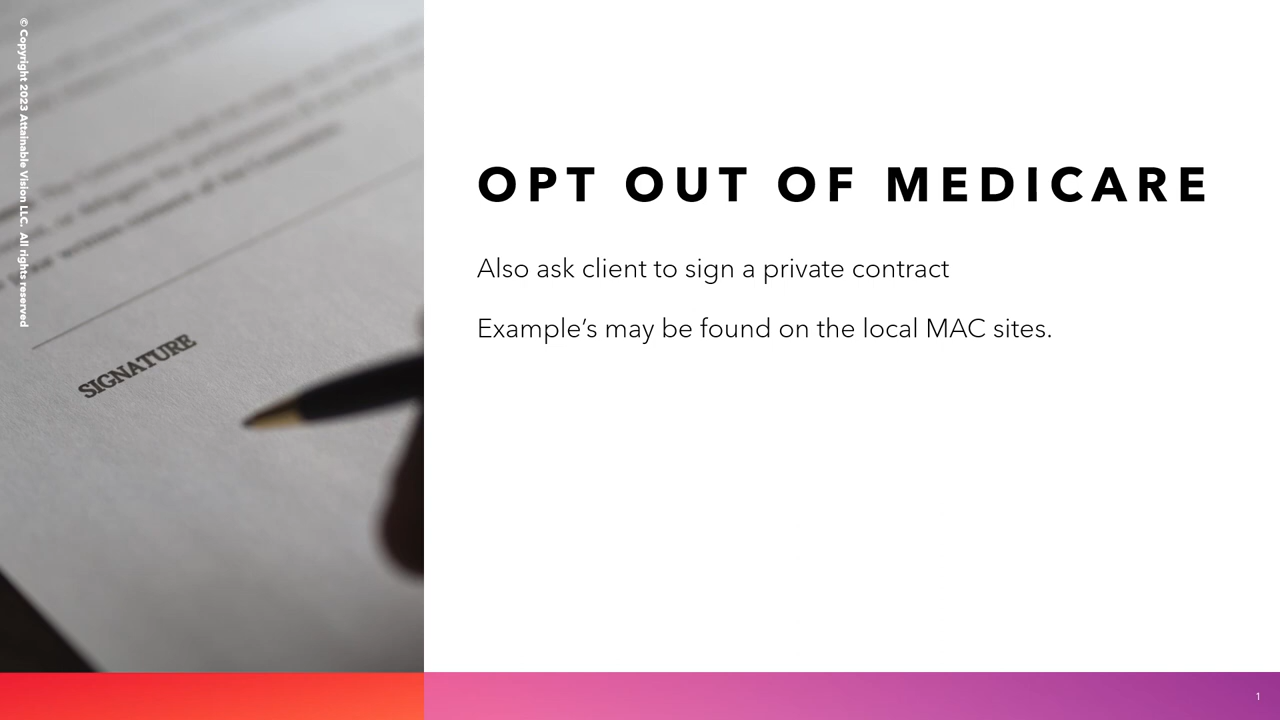 © Copyright 2023 Attainable Vision LLC. All rights reserved
OPT OUT OF MEDICARE
Also ask client to sign a private contract
Example’s may be found on the local MAC sites.
SIGNATURE
1